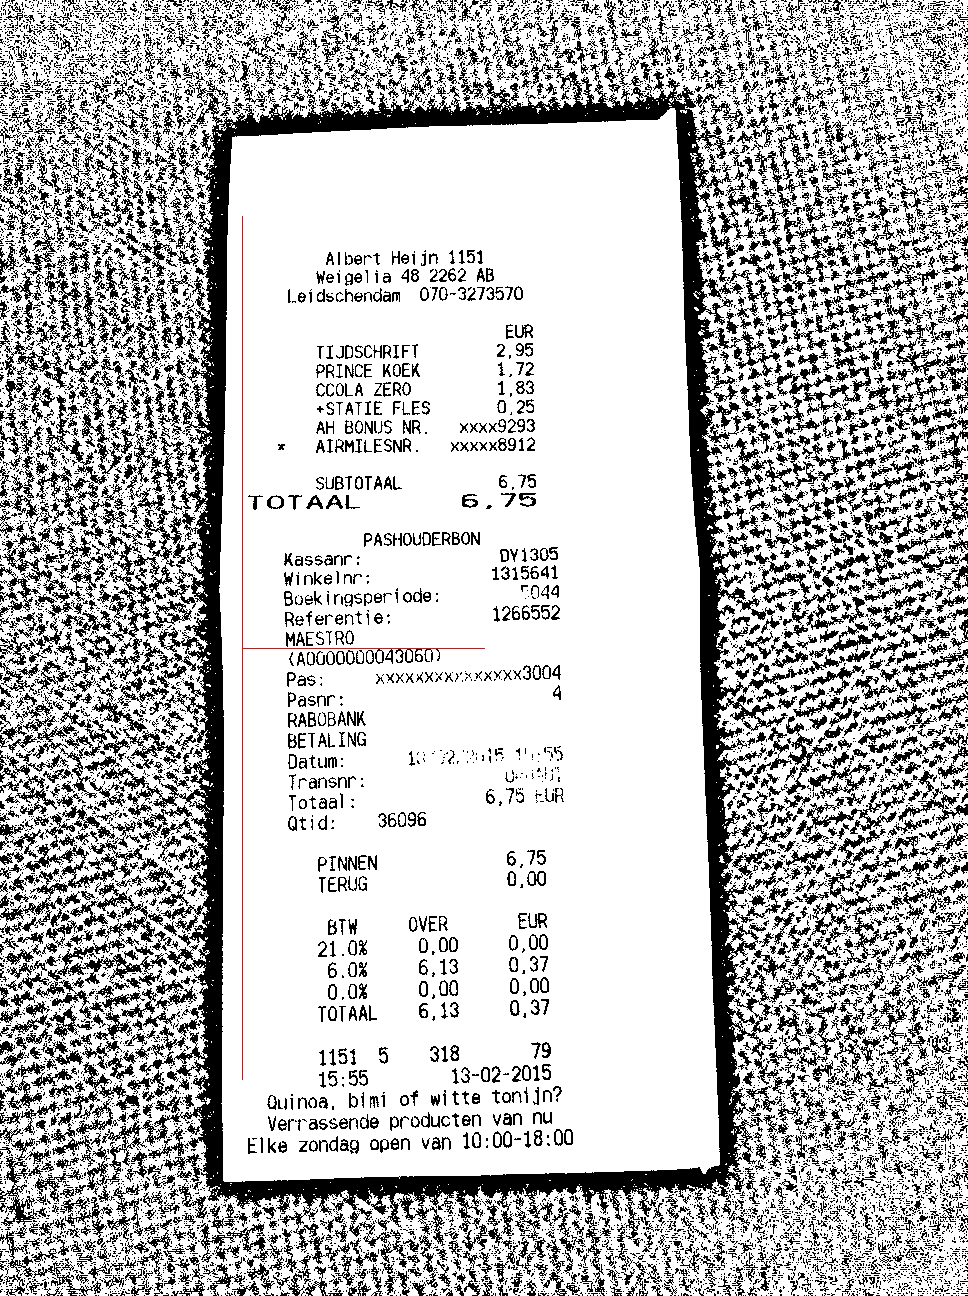 Albert Heijn 1151
Weigelia 48 2262 AB
Leidschendam 070-3273570
EUR
TIJDSCHRIFT 2,95
PRINCE KOEK 1,72
CCOLA ZERO 1,83
+STATIE FLES 0,25
AH BONUS NR. xxxx9293
* AIRMILESNR. xxxxx8912
SUBTOTAAL 6,75
TOTAAL 6,75
PASHOUDERBON
Kassanr: DV1305
Winkelnr: 1315641
Boekingsperiode:
Referentie: 1266552
MAESTRO
(A0000000043060)
Pas: xxxxxxxxxxxxxxx3004
Pasnr: 4
RABOBANK
BETALING
Datum:
Transnr:
Totaal: 6,75 EUR
Qtid: 36096
PINNEN 6,75
TERUG 0,00
BTW OVER EUR
21.0% 0,00 0,00
6.0% 6,13 0,37
0.0% 0,00 0,00
TOTAAL 6,13 0,37
1151 5 318 79
15:55 13-02-2015
Quinoa, bimi of witte tonijn?
Verrassende producten van nu
Elke zondag open van 10:00-18:00